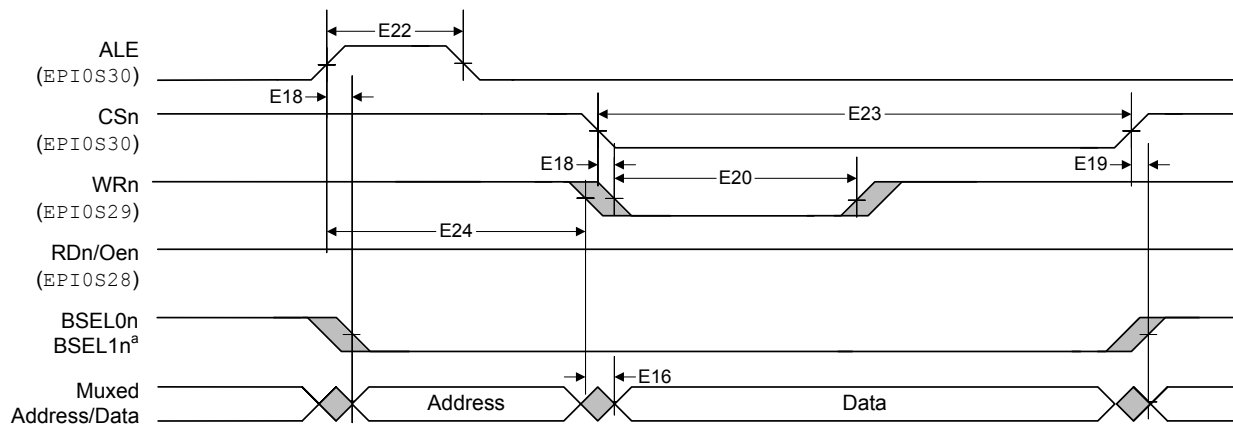 E22
ALE
(EPI0S30)
E18
CSn
(EPI0S30)
E23
E18
E19
WRn
(EPI0S29)
E20
E24
RDn/Oen
(EPI0S28)
BSEL0n
BSEL1nᵃ
E16
Muxed
Address/Data
Address
Data